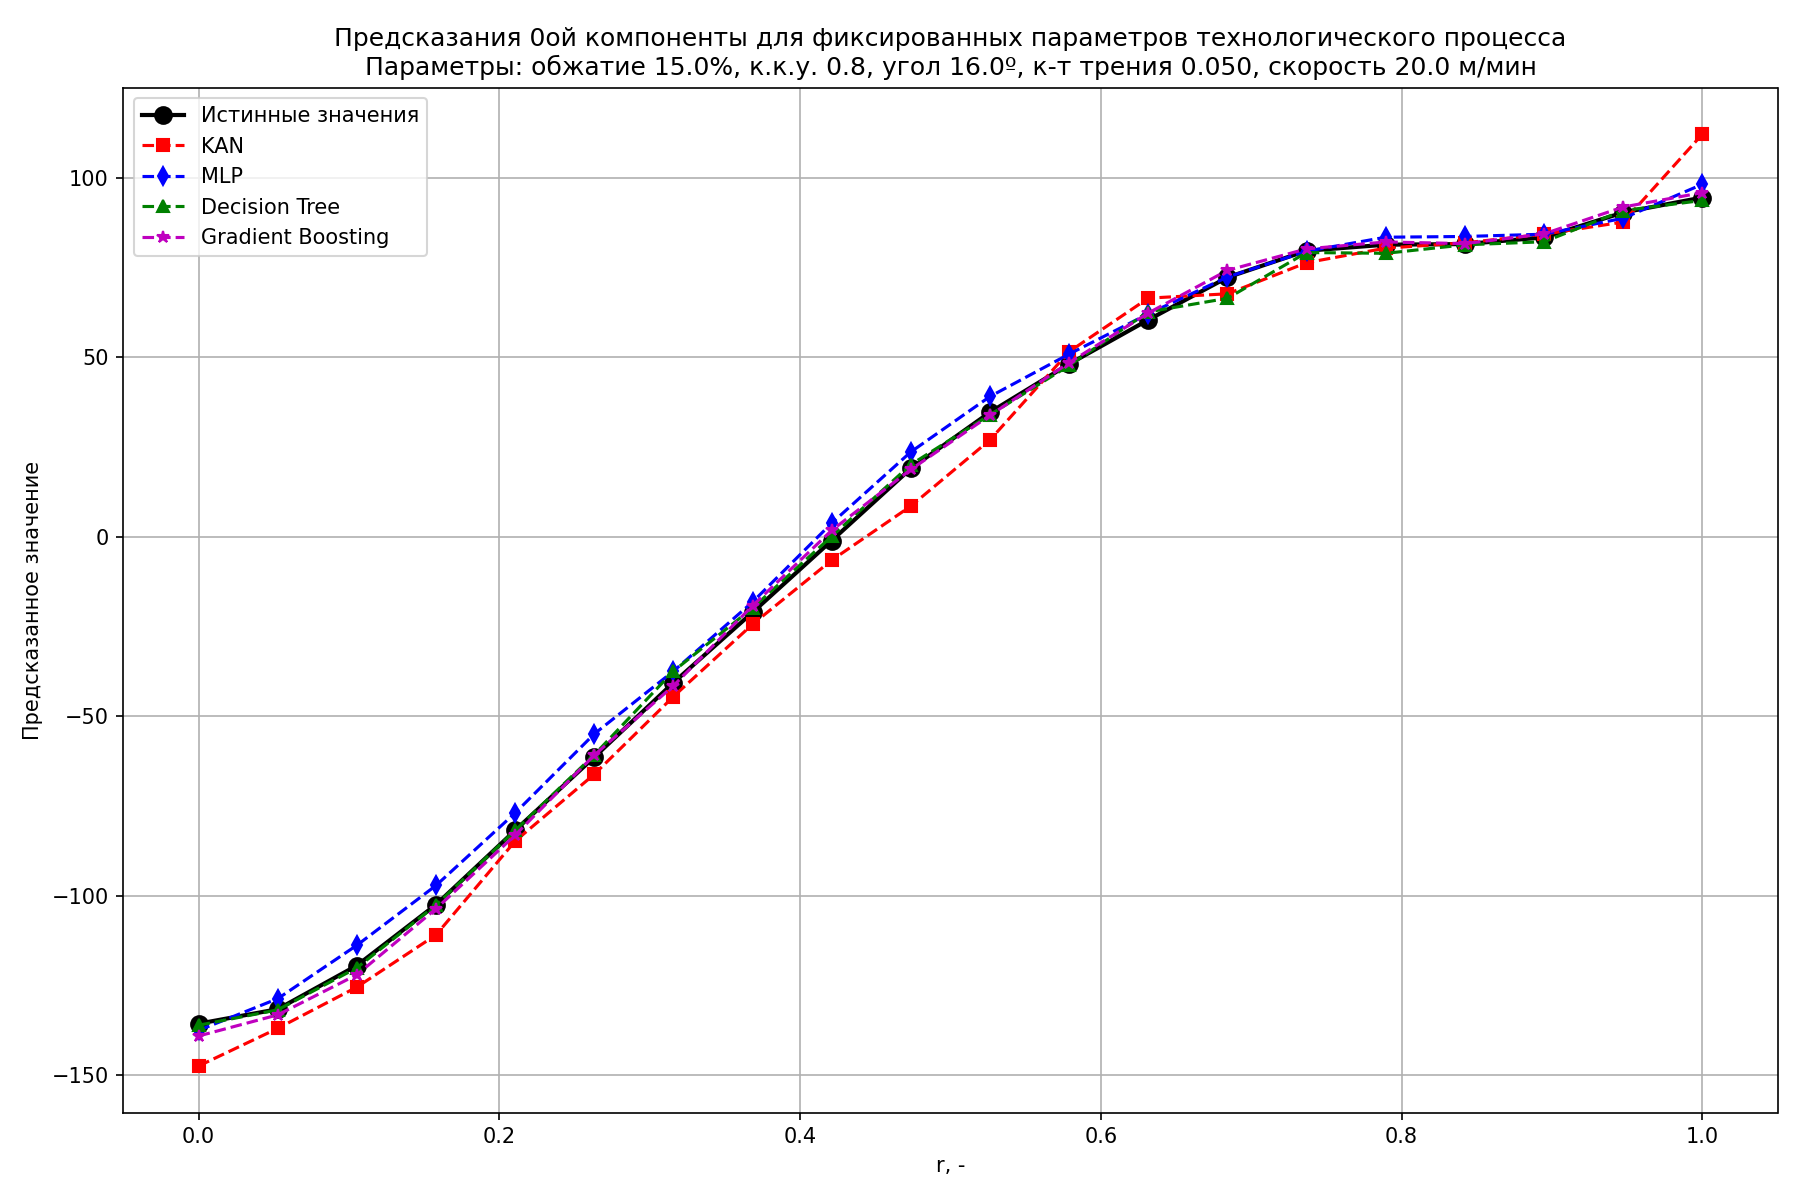 Предсказания 0ой компоненты для фиксированных параметров технологического процесса
Параметры: обжатие 15.0%, к.к.у. 0.8, угол 16.0º, к-т трения 0.050, скорость 20.0 м/мин
Истинные значения
KAN
MLP
Decision Tree
Gradient Boosting
Предсказанное значение
100
50
0
−50
−100
−150
0.0
0.2
0.4
0.6
0.8
1.0
r, -